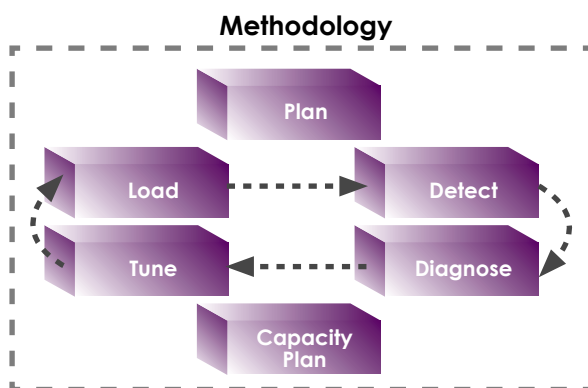 Methodology
Plan
Load
Detect
Tune
Diagnose
Capacity
Plan